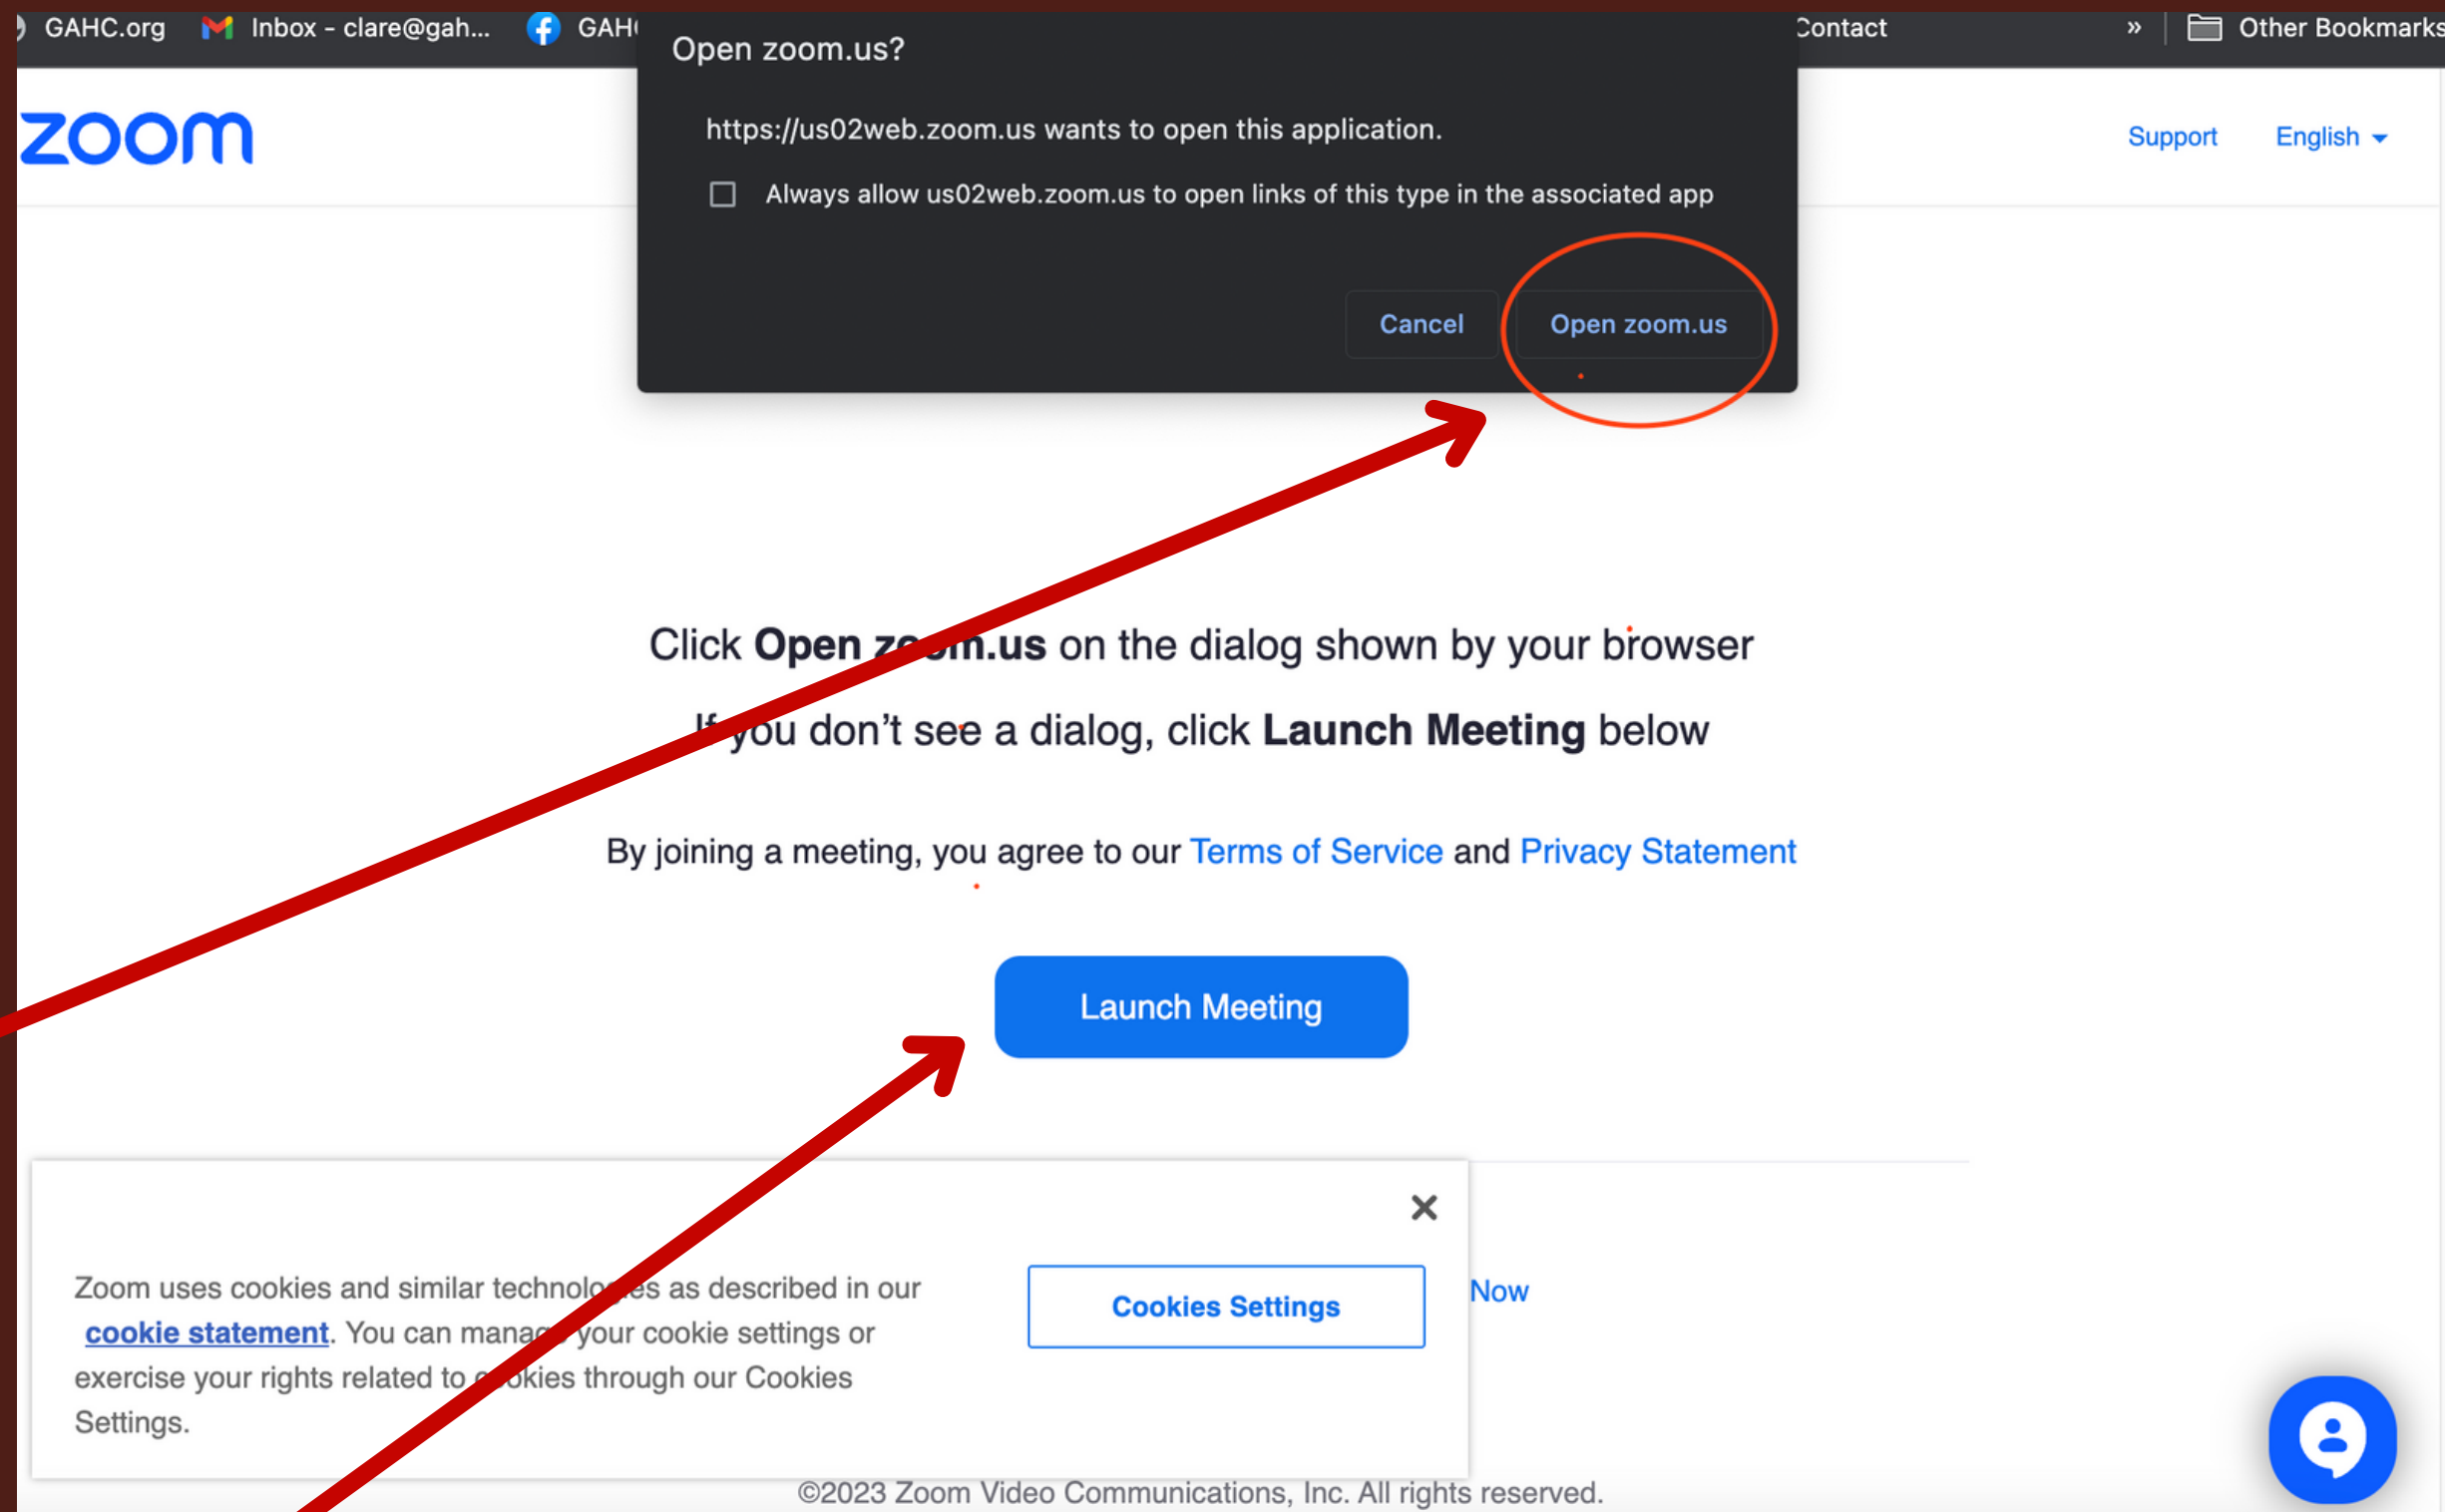 GAHC.org Inbox - clare@gah... GAH Contact » Other Bookmarks
Open zoom.us?
zoom
https://us02web.zoom.us wants to open this application.
Support English
Always allow us02web.zoom.us to open links of this type in the associated app
Cancel Open zoom.us
Click Open zoom.us on the dialog shown by your browser
If you don’t see a dialog, click Launch Meeting below
By joining a meeting, you agree to our Terms of Service and Privacy Statement
Launch Meeting
Zoom uses cookies and similar technologies as described in our
cookie statement. You can manage your cookie settings or
exercise your rights related to cookies through our Cookies
Settings.
Cookies Settings
Now
©2023 Zoom Video Communications, Inc. All rights reserved.